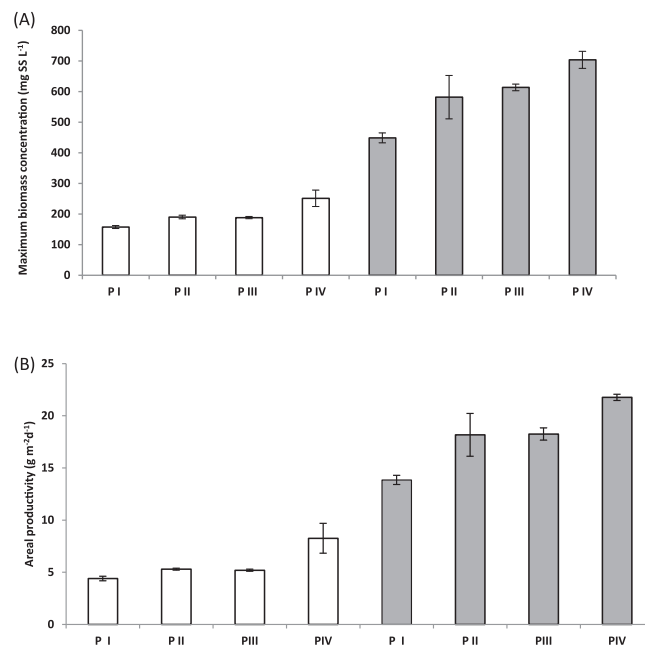 (A)
Maximum biomass concentration (mg SS L-1)
800
700
600
500
400
300
200
100
0
P I P II P III P IV P I P II P III P IV
(B)
Areal productivity (g m-2d-1)
25
20
15
10
5
0
P I P II PIII PIV P I P II PIII PIV